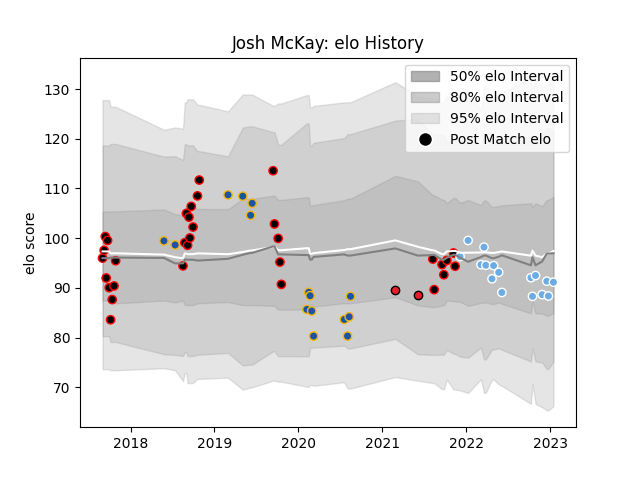 Josh McKay: elo History
50% elo Interval
80% elo Interval
95% elo Interval
Post Match elo
elo score
130
120
110
100
90
80
70
2018
2019
2020
2021
2022
2023